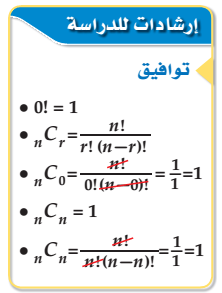 إرشادات للدراسة
توافيق
• 0! = 1
• ₙCᵣ = n! / r! (n−r)!
• ₙC₀ = n! / 0!(n−0)! = 1/1 = 1
• ₙCₙ = 1
• ₙCₙ = n! / n!(n−n)! = 1/1 = 1